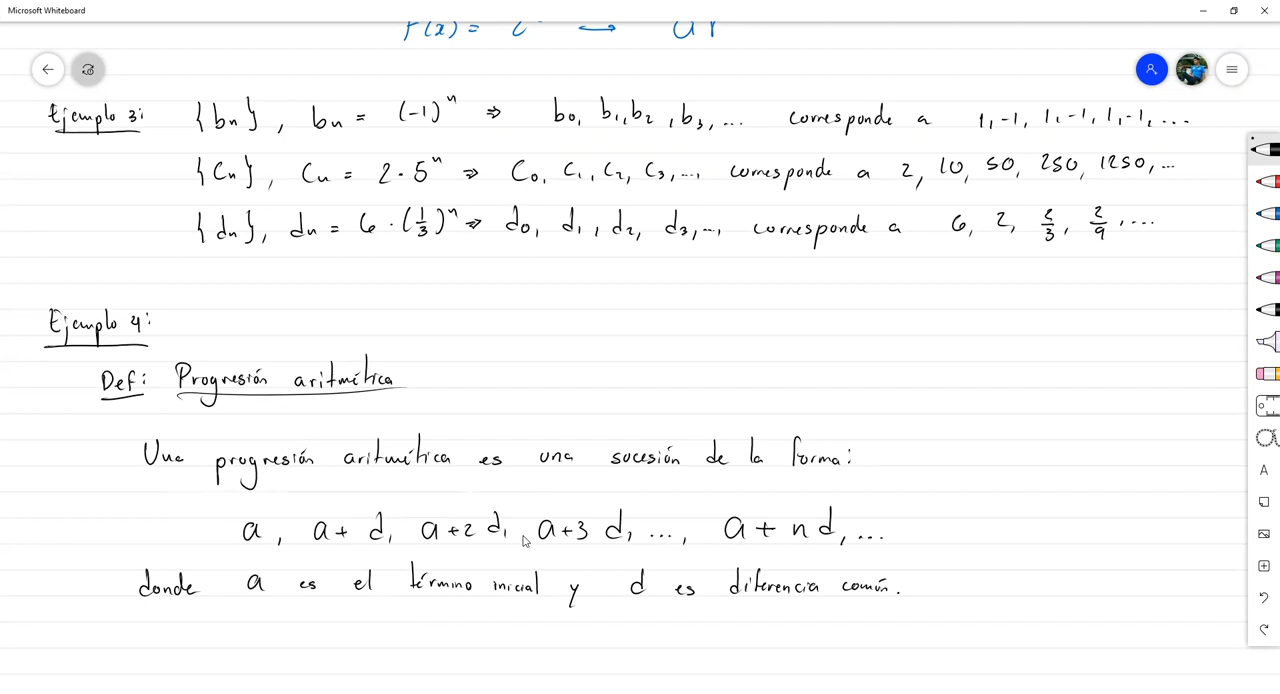 Microsoft Whiteboard
f(x) =
Ejemplo 3: {bn}, bn = (-1)^n ⇒ b0, b1, b2, b3, ... corresponde a 1, -1, 1, -1, 1, -1, ...
{Cn}, Cn = 2 · 5^n ⇒ C0, C1, C2, C3, ..., corresponde a 2, 10, 50, 250, 1250, ...
{dn}, dn = 6 · (1/3)^n ⇒ d0, d1, d2, d3, ..., corresponde a 6, 2, 2/3, 2/9, ...
Ejemplo 4:
Def: Progresión aritmética
Una progresión aritmética es una sucesión de la forma:
a, a + d, a + 2d, a + 3d, ..., a + nd, ...
donde a es el término inicial y d es diferencia común.
A